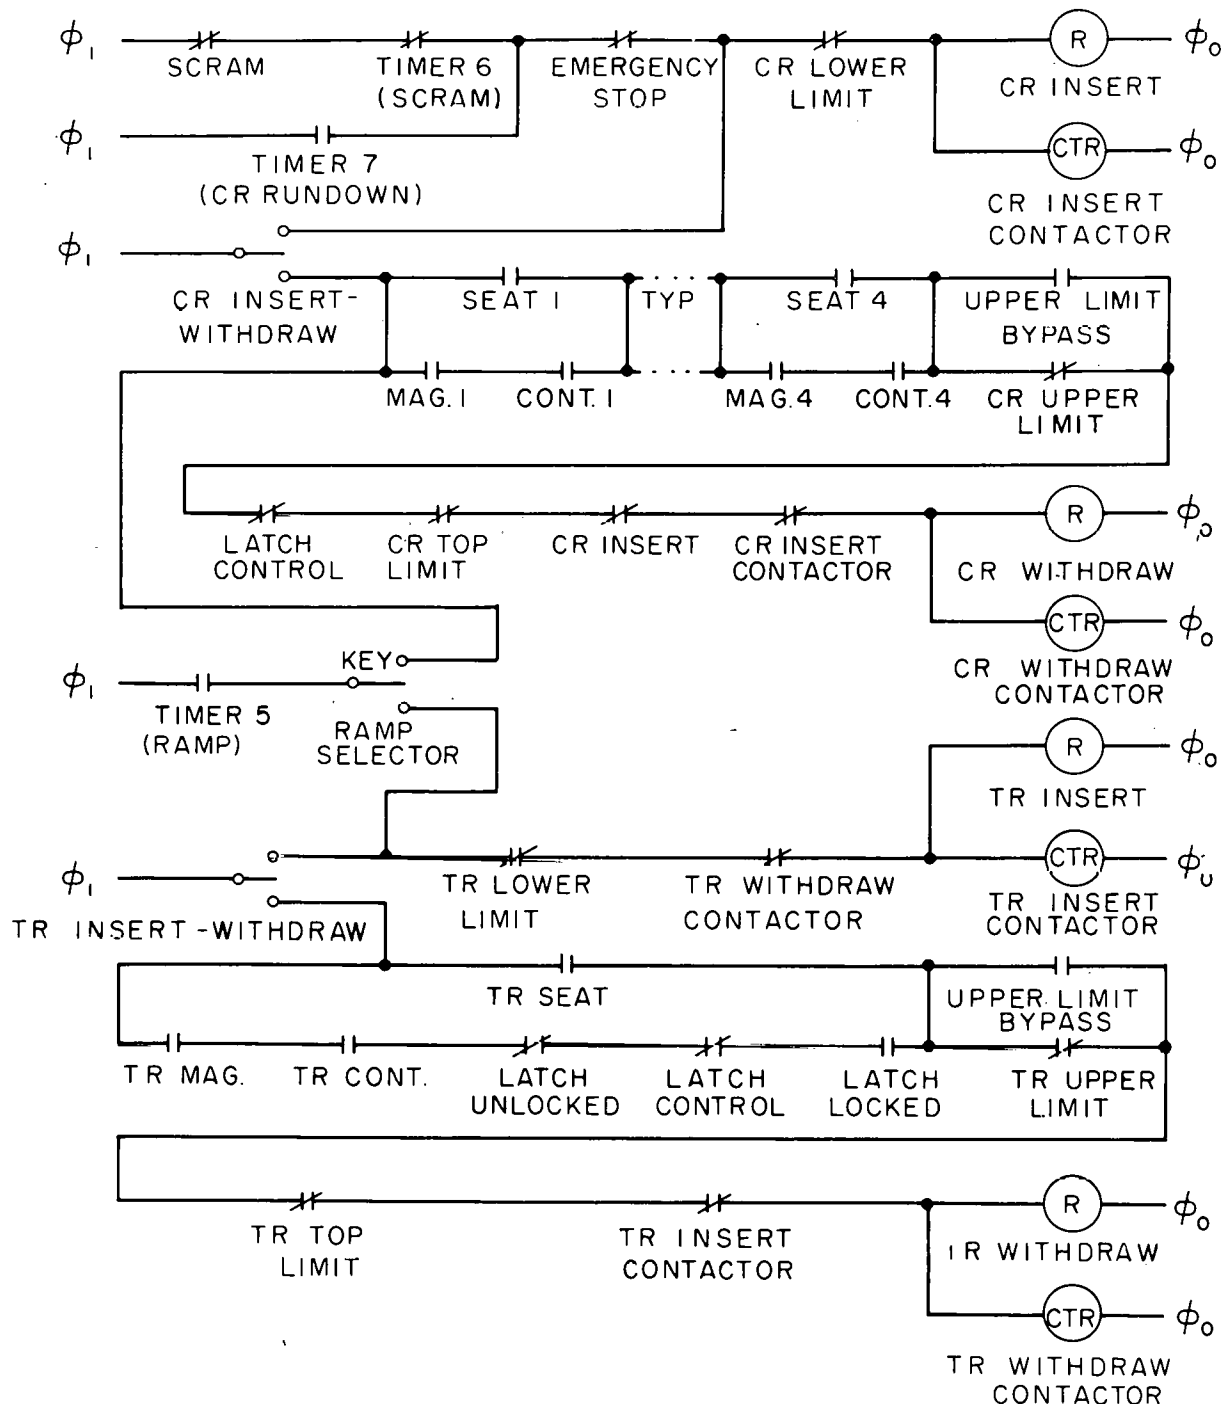 ϕ₁ SCRAM TIMER 6 (SCRAM) EMERGENCY STOP CR LOWER LIMIT R ϕ₀
CR INSERT
ϕ₁ TIMER 7 (CR RUNDOWN) CTR ϕ₀
CR INSERT CONTACTOR
ϕ₁ CR INSERT-WITHDRAW
SEAT 1 TYP SEAT 4 UPPER LIMIT BYPASS
MAG. 1 CONT. 1 MAG. 4 CONT. 4 CR UPPER LIMIT
LATCH CONTROL CR TOP LIMIT CR INSERT CR INSERT CONTACTOR R ϕ₀
CR WITHDRAW
CTR ϕ₀
CR WITHDRAW CONTACTOR
KEY
ϕ₁ TIMER 5 (RAMP) RAMP SELECTOR
R ϕ₀
TR INSERT
ϕ₁ TR INSERT-WITHDRAW TR LOWER LIMIT TR WITHDRAW CONTACTOR CTR ϕ₀
TR INSERT CONTACTOR
TR SEAT UPPER LIMIT BYPASS
TR MAG. TR CONT. LATCH UNLOCKED LATCH CONTROL LATCH LOCKED TR UPPER LIMIT
TR TOP LIMIT TR INSERT CONTACTOR R ϕ₀
TR WITHDRAW
CTR ϕ₀
TR WITHDRAW CONTACTOR